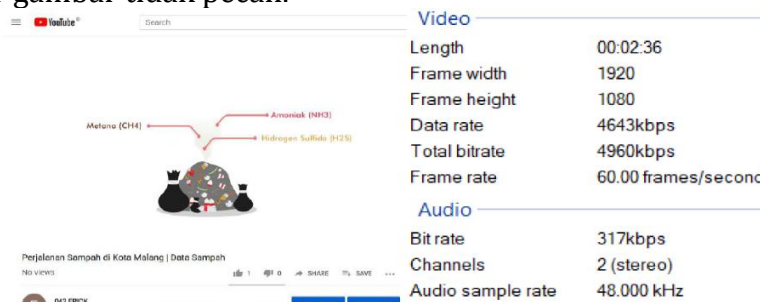 gambar tidak pecah.
YouTube
Search
Metana (CH4)
Amoniak (NH3)
Hidrogen Sulfida (H2S)
Perjalanan Sampah di Kota Malang | Data Sampah
No views
1
0
SHARE
SAVE
...
Video
Length 00:02:36
Frame width 1920
Frame height 1080
Data rate 4643kbps
Total bitrate 4960kbps
Frame rate 60.00 frames/second
Audio
Bit rate 317kbps
Channels 2 (stereo)
Audio sample rate 48.000 kHz